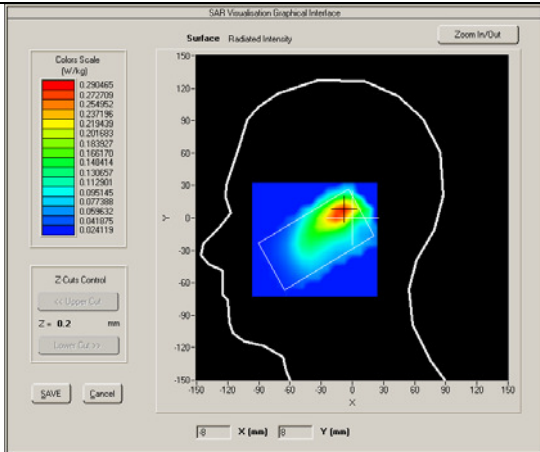 SAR Visualisation Graphical Interface
Surface Radiated Intensity
Zoom In/Out
Colors Scale
(W/kg)
0.290465
0.272709
0.254952
0.237196
0.219439
0.201683
0.183927
0.166170
0.148414
0.130657
0.112901
0.095145
0.077388
0.059632
0.041875
0.024119
Z Cuts Control
<< Upper Cut
Z = 0.2 mm
Lower Cut >>
SAVE Cancel
150-
120-
90-
60-
30-
0-
-30-
-60-
-90-
-120-
-150-
Y
-150 -120 -90 -60 -30 0 30 60 90 120 150
X
-8 X (mm) 8 Y (mm)